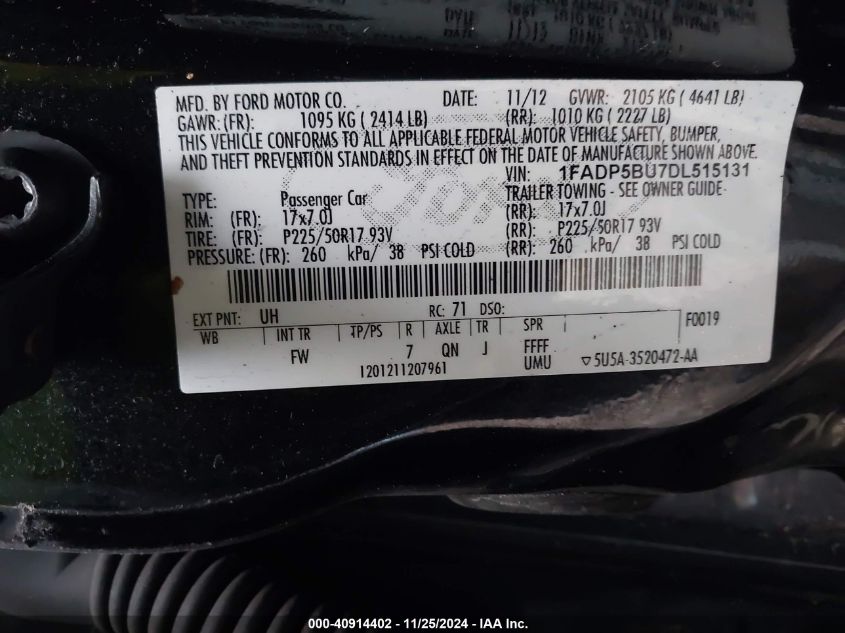 MFD. BY FORD MOTOR CO. DATE: 11/12 GVWR: 2105 KG ( 4641 LB)
GAWR: (FR): 1095 KG ( 2414 LB) (RR): 1010 KG ( 2227 LB)
THIS VEHICLE CONFORMS TO ALL APPLICABLE FEDERAL MOTOR VEHICLE SAFETY, BUMPER,
AND THEFT PREVENTION STANDARDS IN EFFECT ON THE DATE OF MANUFACTURE SHOWN ABOVE.
VIN: 1FADP5BU7DL515131
TYPE: Passenger Car TRAILER TOWING - SEE OWNER GUIDE
RIM: (FR): 17x7.0J (RR): 17x7.0J
TIRE: (FR): P225/50R17 93V (RR): P225/50R17 93V
PRESSURE: (FR): 260 kPa/ 38 PSI COLD (RR): 260 kPa/ 38 PSI COLD
EXT PNT: UH RC: 71 DSO:
WB INT TR TP/PS R AXLE TR SPR F0019
FW 7 QN J FFFF
UMU ▽5U5A-3520472-AA
1201211207961
000-40914402 - 11/25/2024 - IAA Inc.